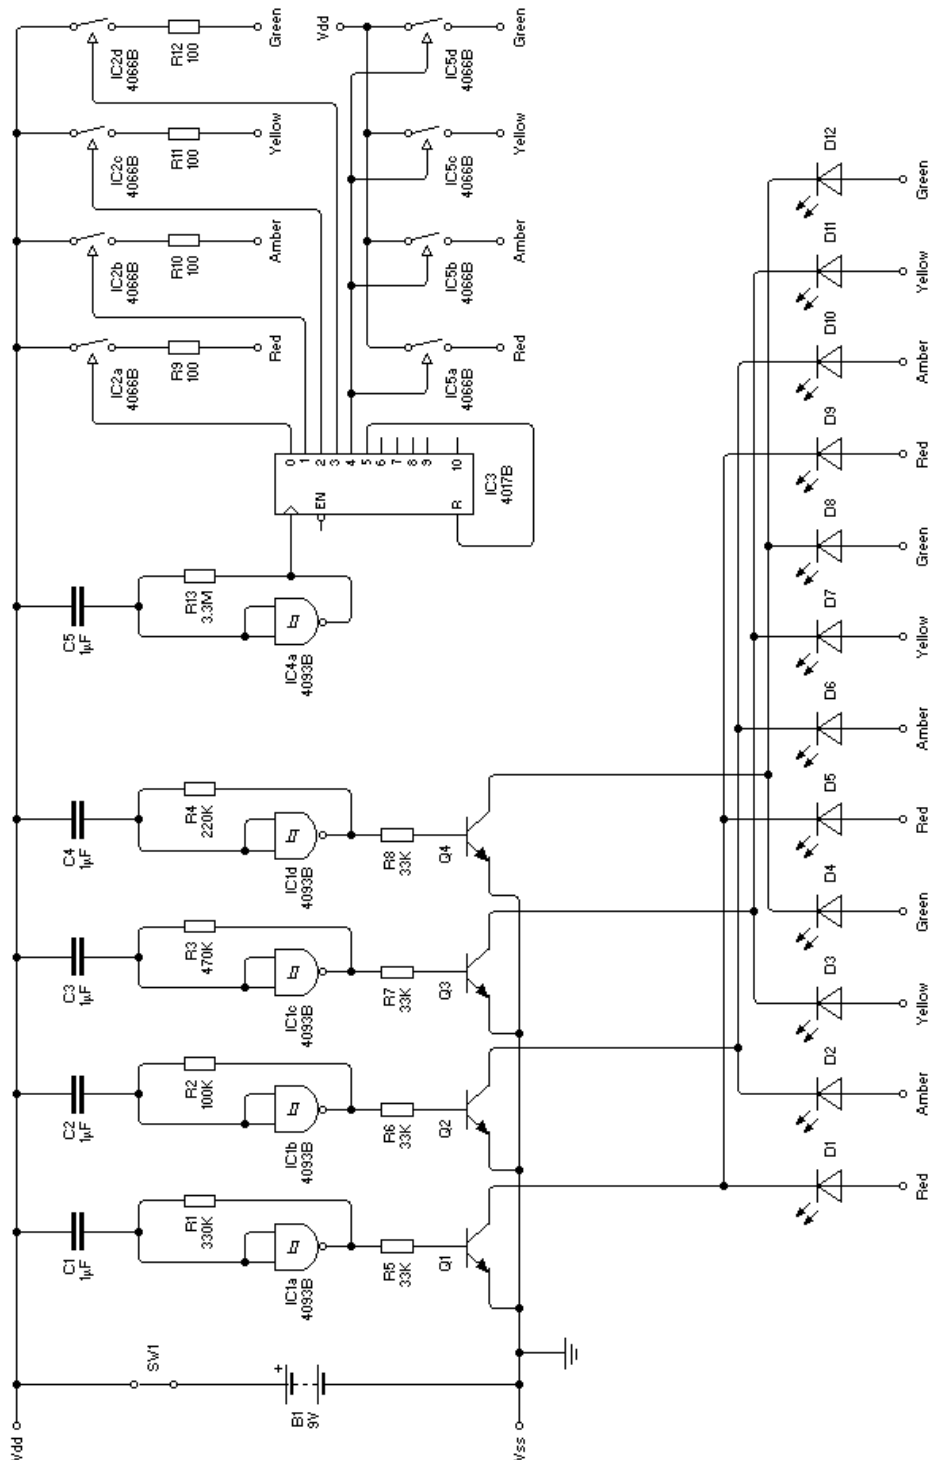 Vdd
Vss
SW1
B1
9V
+
C1
1µF
R1
330K
IC1a
4093B
R5
33K
Q1
C2
1µF
R2
100K
IC1b
4093B
R6
33K
Q2
C3
1µF
R3
470K
IC1c
4093B
R7
33K
Q3
C4
1µF
R4
220K
IC1d
4093B
R8
33K
Q4
C5
1µF
R13
3.3M
IC4a
4093B
IC3
4017B
EN
R
0
1
2
3
4
5
6
7
8
9
10
IC2a
4066B
R9
100
Red
IC2b
4066B
R10
100
Amber
IC2c
4066B
R11
100
Yellow
IC2d
4066B
R12
100
Green
Vdd
IC5a
4066B
Red
IC5b
4066B
Amber
IC5c
4066B
Yellow
IC5d
4066B
Green
D1
Red
D2
Amber
D3
Yellow
D4
Green
D5
Red
D6
Amber
D7
Yellow
D8
Green
D9
Red
D10
Amber
D11
Yellow
D12
Green